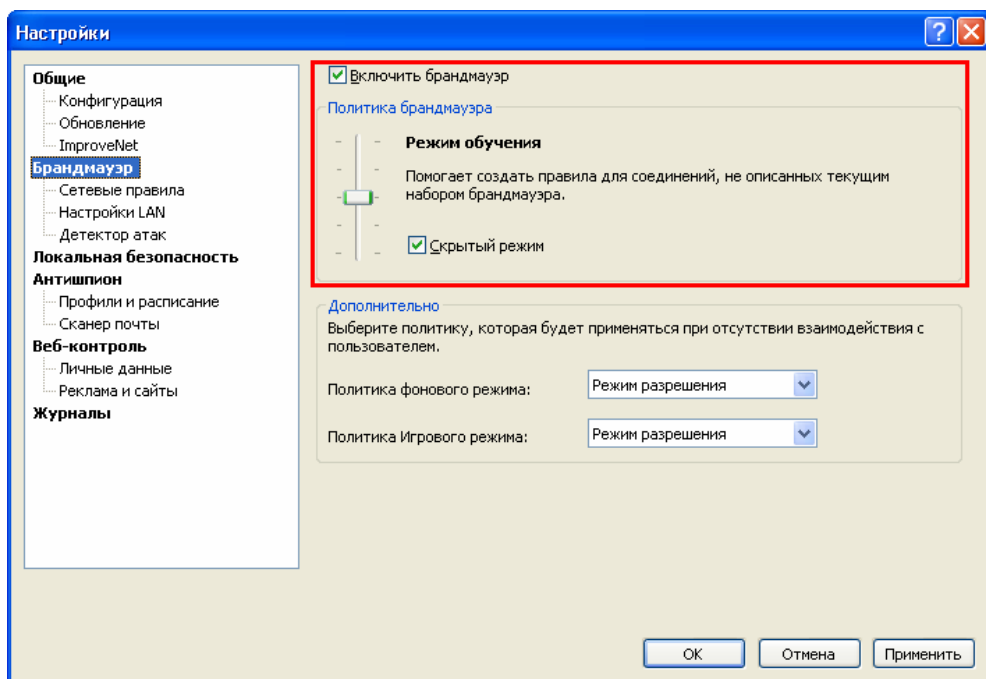 Настройки
Общие
Конфигурация
Обновление
ImproveNet
Брандмауэр
Сетевые правила
Настройки LAN
Детектор атак
Локальная безопасность
Антишпион
Профили и расписание
Сканер почты
Веб-контроль
Личные данные
Реклама и сайты
Журналы
Включить брандмауэр
Политика брандмауэра
Режим обучения
Помогает создать правила для соединений, не описанных текущим
набором брандмауэра.
Скрытый режим
Дополнительно
Выберите политику, которая будет применяться при отсутствии взаимодействия с
пользователем.
Политика фонового режима: Режим разрешения
Политика Игрового режима: Режим разрешения
OK Отмена Применить